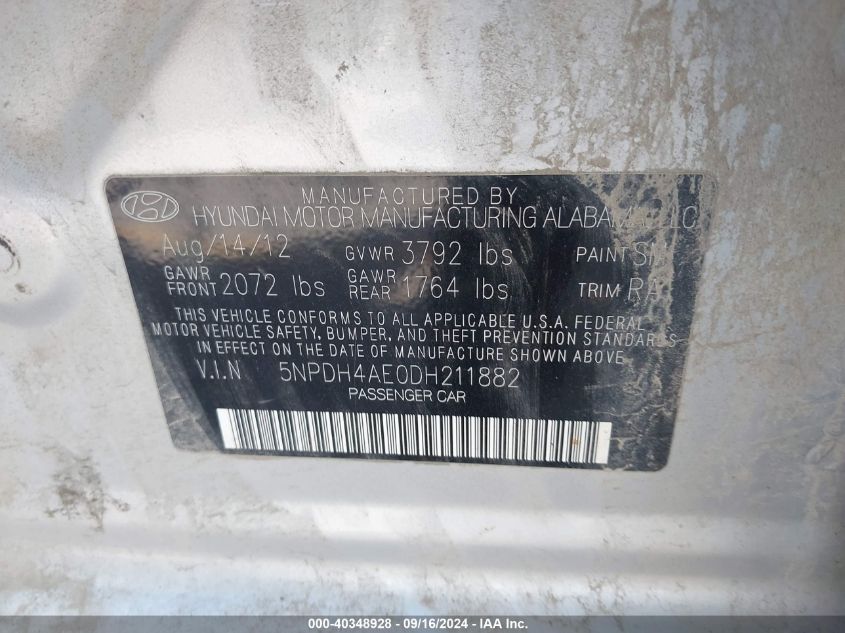 MANUFACTURED BY
HYUNDAI MOTOR MANUFACTURING ALABAMA, LLC
Aug/14/12 GVWR 3792 lbs PAINT
GAWR FRONT 2072 lbs GAWR REAR 1764 lbs TRIM RA
THIS VEHICLE CONFORMS TO ALL APPLICABLE U.S.A. FEDERAL
MOTOR VEHICLE SAFETY, BUMPER, AND THEFT PREVENTION STANDARDS
IN EFFECT ON THE DATE OF MANUFACTURE SHOWN ABOVE
V.I.N 5NPDH4AE0DH211882
PASSENGER CAR
000-40348928 - 09/16/2024 - IAA Inc.